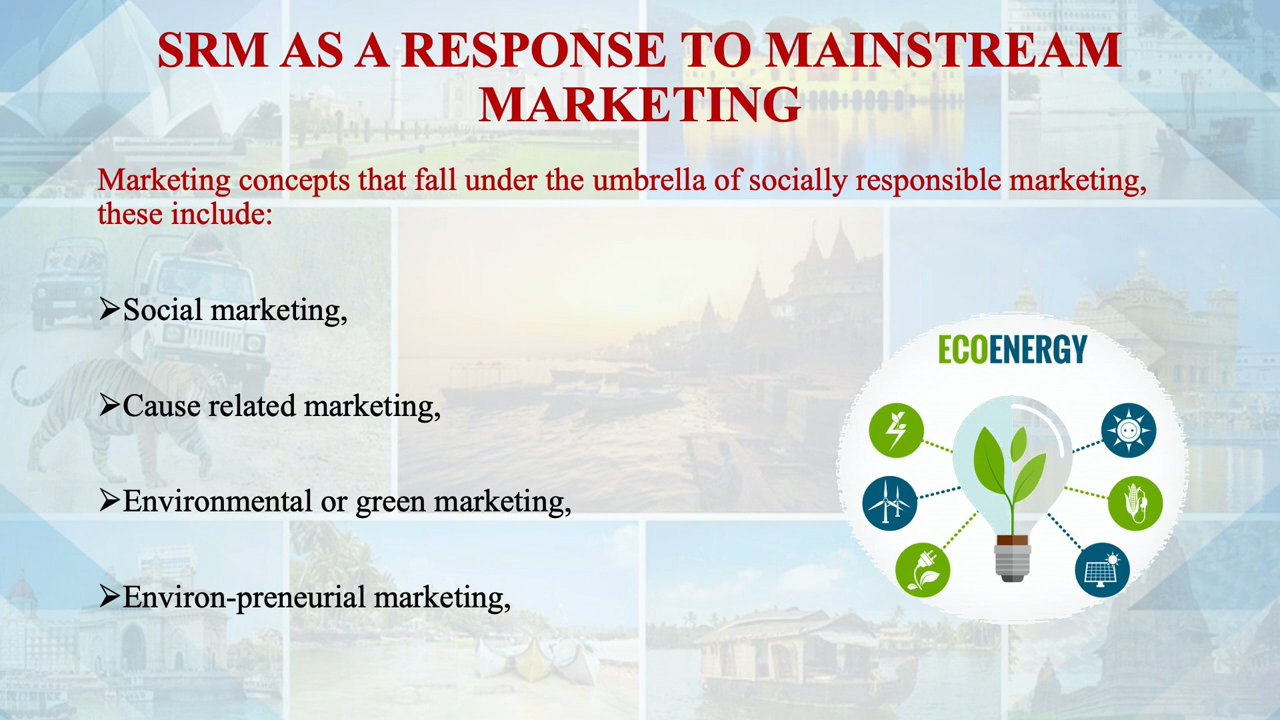 SRM AS A RESPONSE TO MAINSTREAM
MARKETING
Marketing concepts that fall under the umbrella of socially responsible marketing,
these include:
➢Social marketing,
➢Cause related marketing,
➢Environmental or green marketing,
➢Environ-preneurial marketing,
ECOENERGY